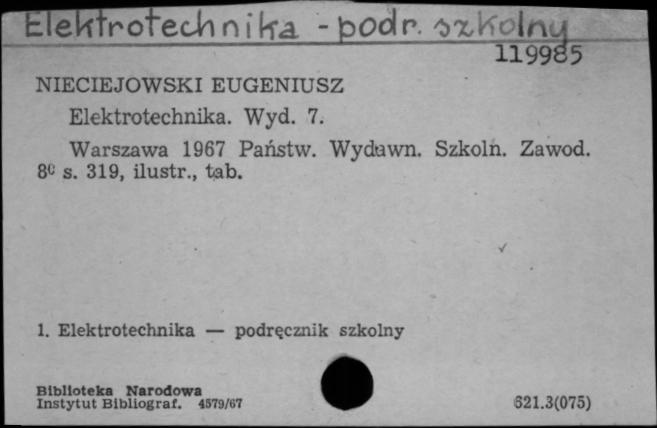 Elektrotechnika - podr. szkolny
119985
NIECIEJOWSKI EUGENIUSZ
Elektrotechnika. Wyd. 7.
Warszawa 1967 Państw. Wydawn. Szkoln. Zawod.
8° s. 319, ilustr., tab.
1. Elektrotechnika — podręcznik szkolny
Biblioteka Narodowa
Instytut Bibliograf. 4579/67
621.3(075)